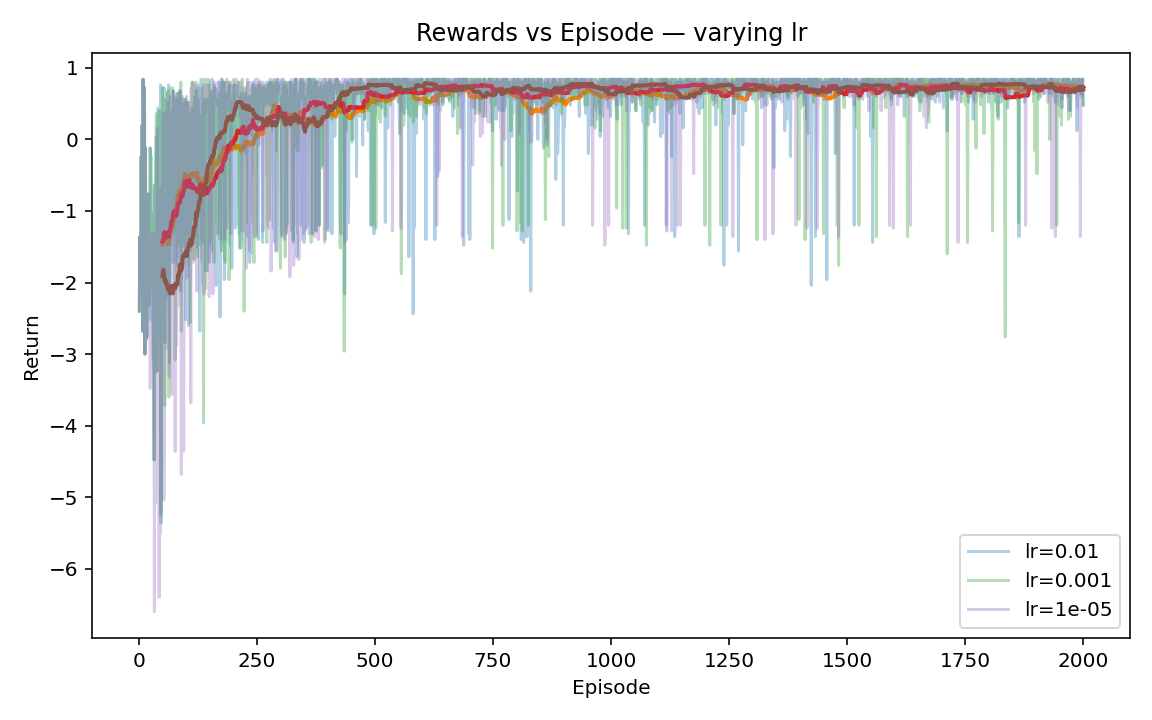 Rewards vs Episode — varying lr
1
0
−1
−2
−3
−4
−5
−6
Return
0 250 500 750 1000 1250 1500 1750 2000
Episode
lr=0.01
lr=0.001
lr=1e-05